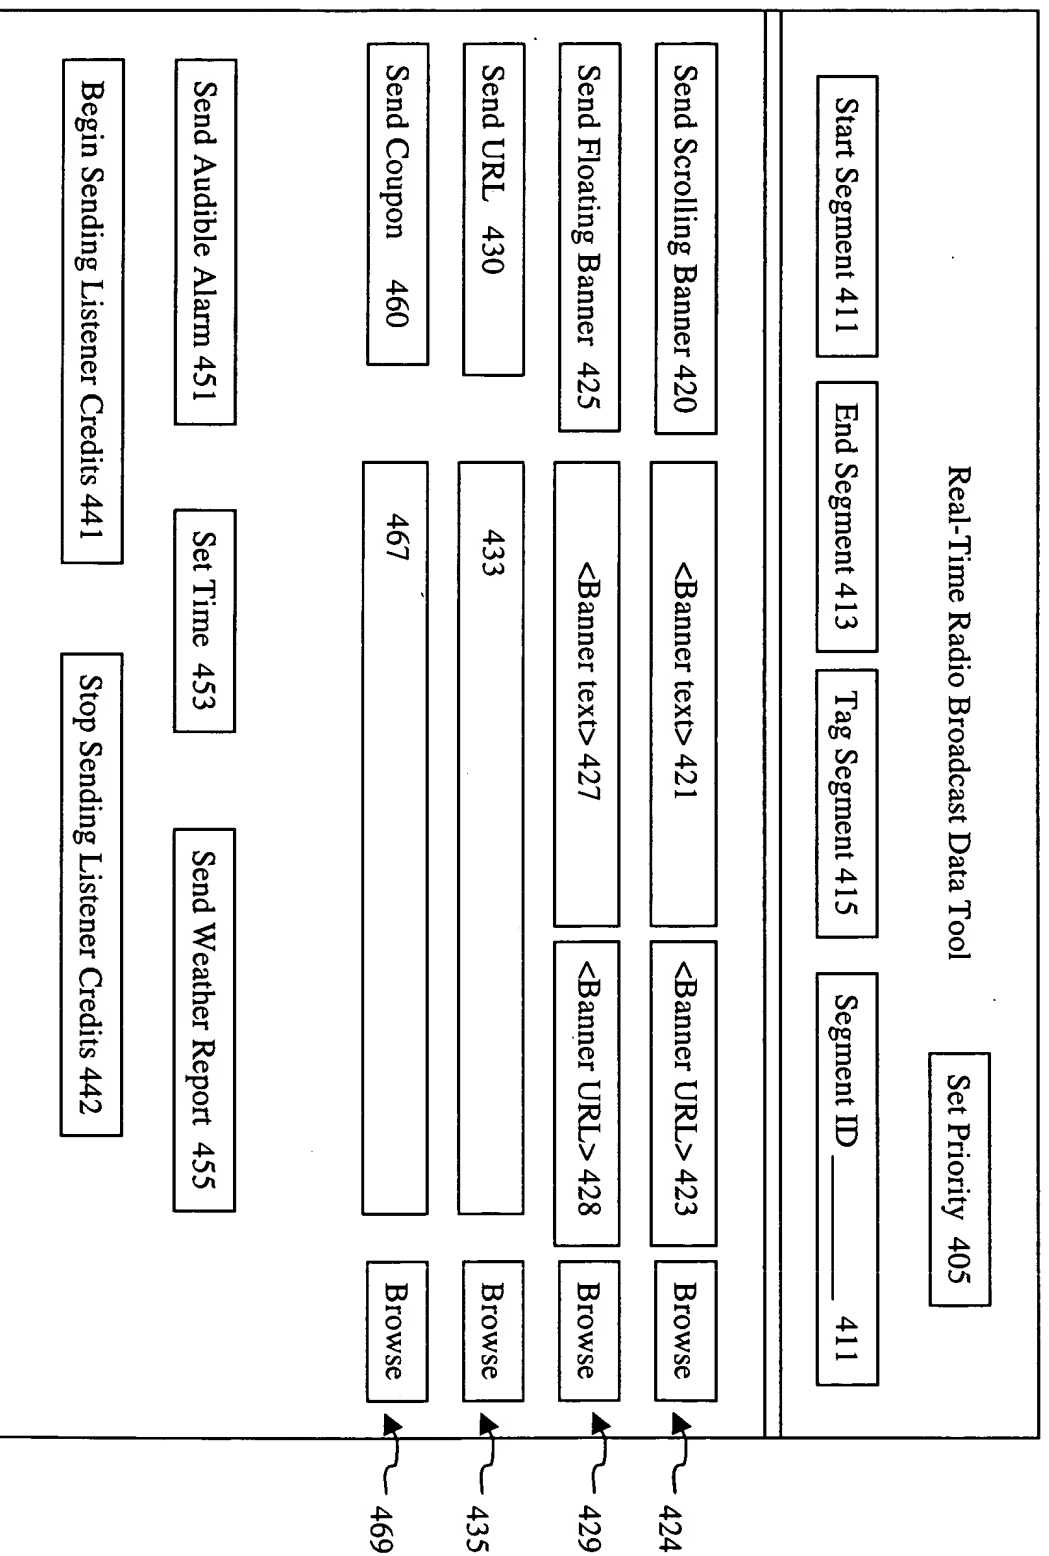 Real-Time Radio Broadcast Data Tool
Set Priority 405
Start Segment 411
End Segment 413
Tag Segment 415
Segment ID ________ 411
Send Scrolling Banner 420
<Banner text> 421
<Banner URL> 423
Browse
424
Send Floating Banner 425
<Banner text> 427
<Banner URL> 428
Browse
429
Send URL 430
433
Browse
435
Send Coupon 460
467
Browse
469
Send Audible Alarm 451
Set Time 453
Send Weather Report 455
Begin Sending Listener Credits 441
Stop Sending Listener Credits 442